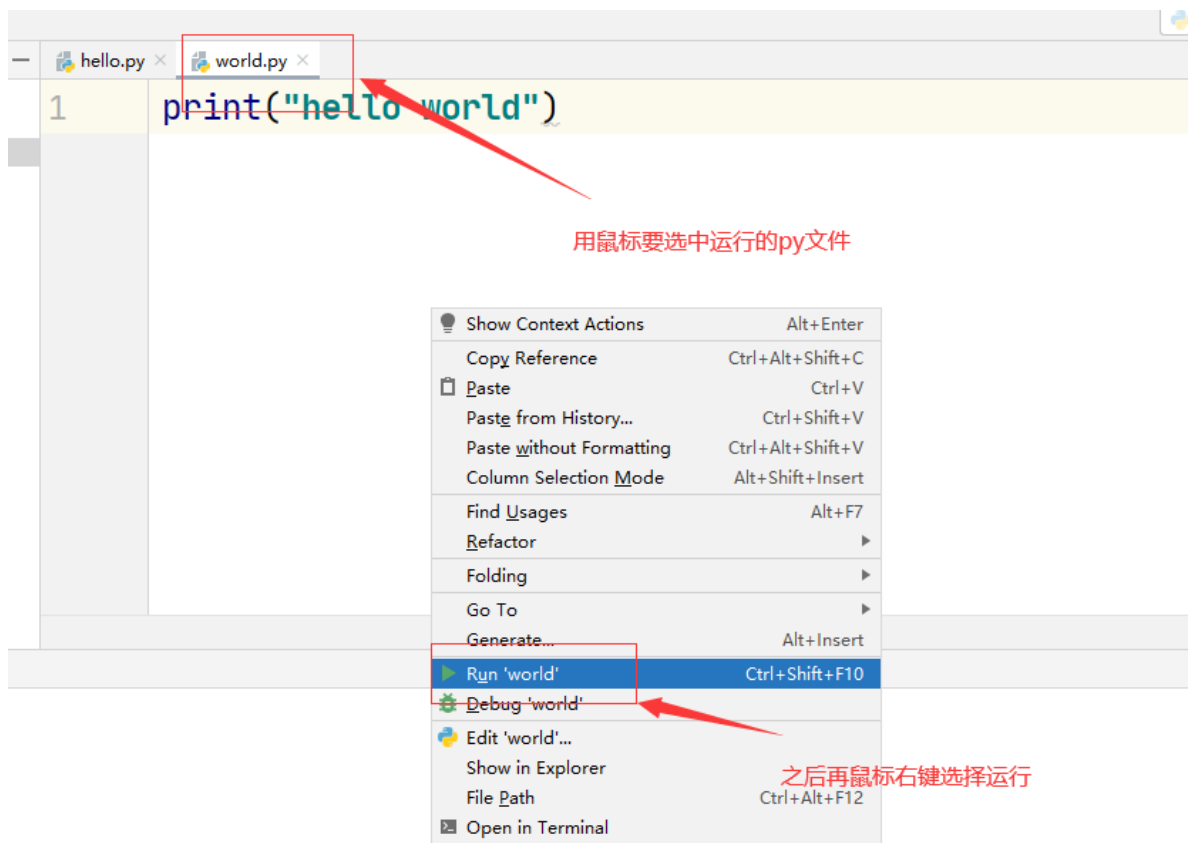 hello.py
world.py
1
print("hello world")
用鼠标要选中运行的py文件
Show Context Actions Alt+Enter
Copy Reference Ctrl+Alt+Shift+C
Paste Ctrl+V
Paste from History... Ctrl+Shift+V
Paste without Formatting Ctrl+Alt+Shift+V
Column Selection Mode Alt+Shift+Insert
Find Usages Alt+F7
Refactor
Folding
Go To
Generate... Alt+Insert
Run 'world' Ctrl+Shift+F10
Debug 'world'
Edit 'world'...
Show in Explorer
之后再鼠标右键选择运行
File Path Ctrl+Alt+F12
Open in Terminal